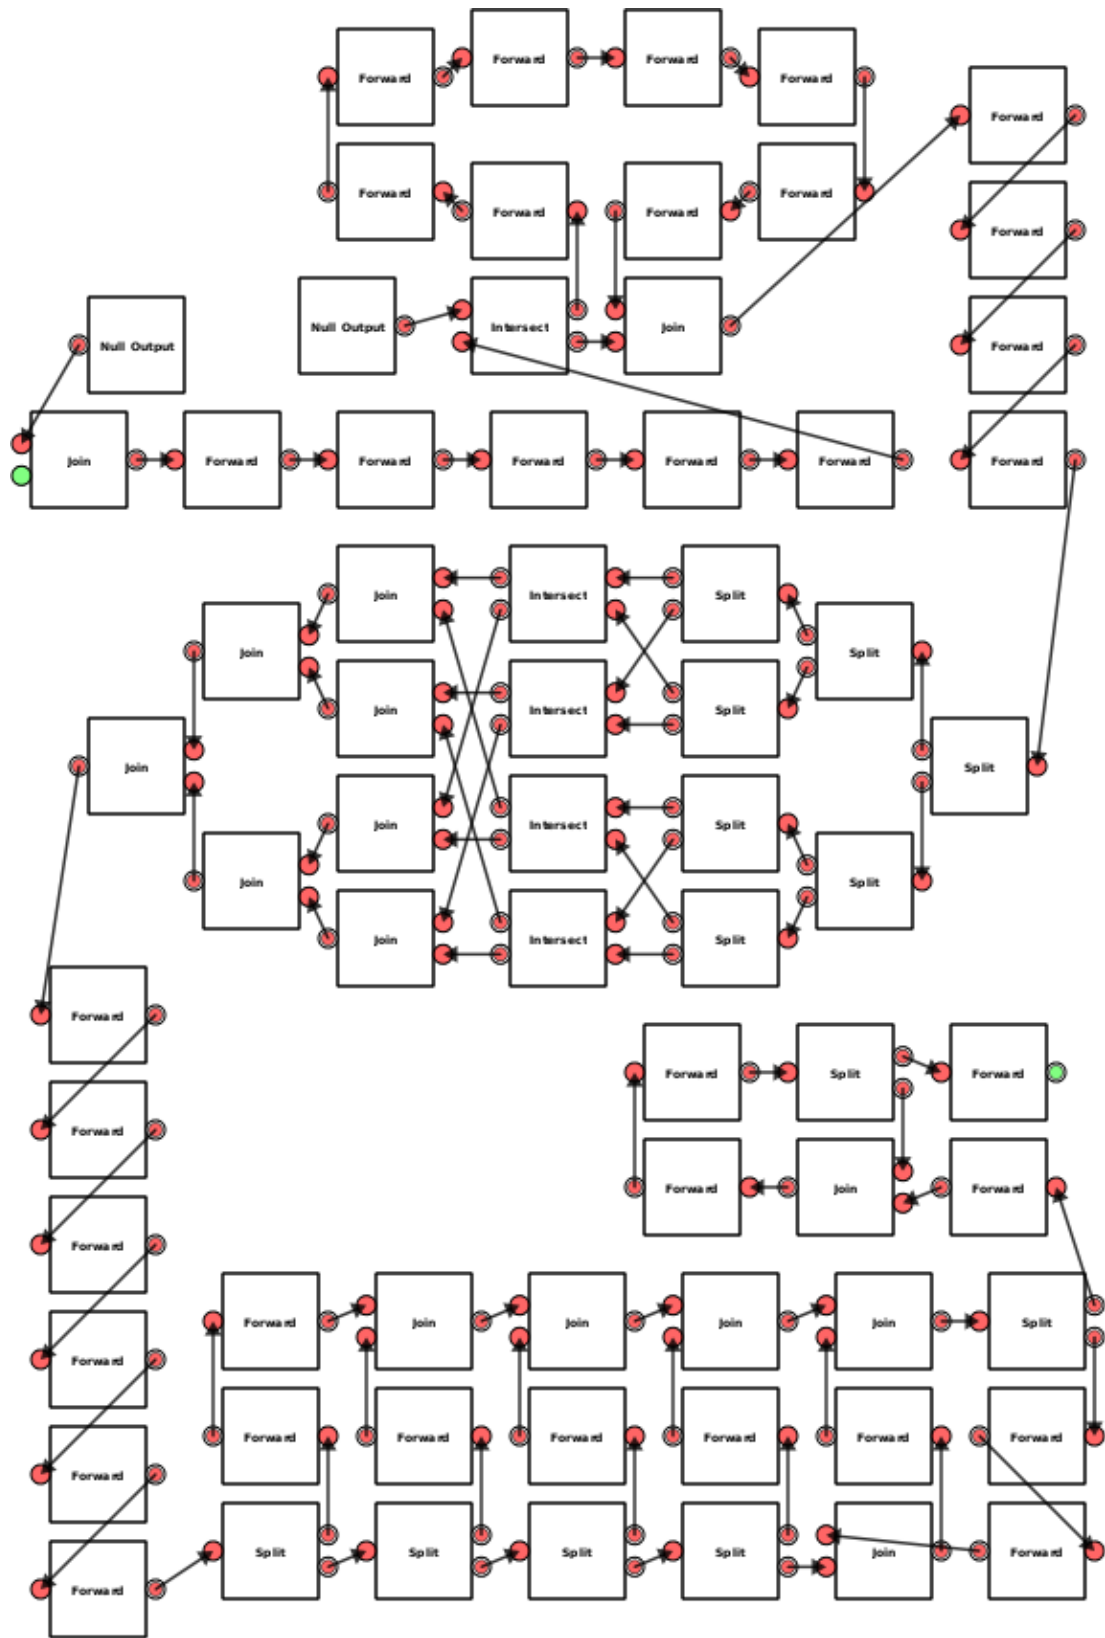 Forward Forward Forward Forward
Forward
Forward Forward Forward Forward
Forward
Null Output Intersect Join
Null Output Forward
Join Forward Forward Forward Forward Forward Forward
Join Intersect Split
Join Split
Join Intersect Split
Join Split
Join Intersect Split
Join Split
Join Intersect Split
Forward
Forward Split Forward
Forward
Forward Join Forward
Forward
Forward Join Join Join Join Split
Forward
Forward Forward Forward Forward Forward Forward
Forward
Split Split Split Split Join Forward
Forward